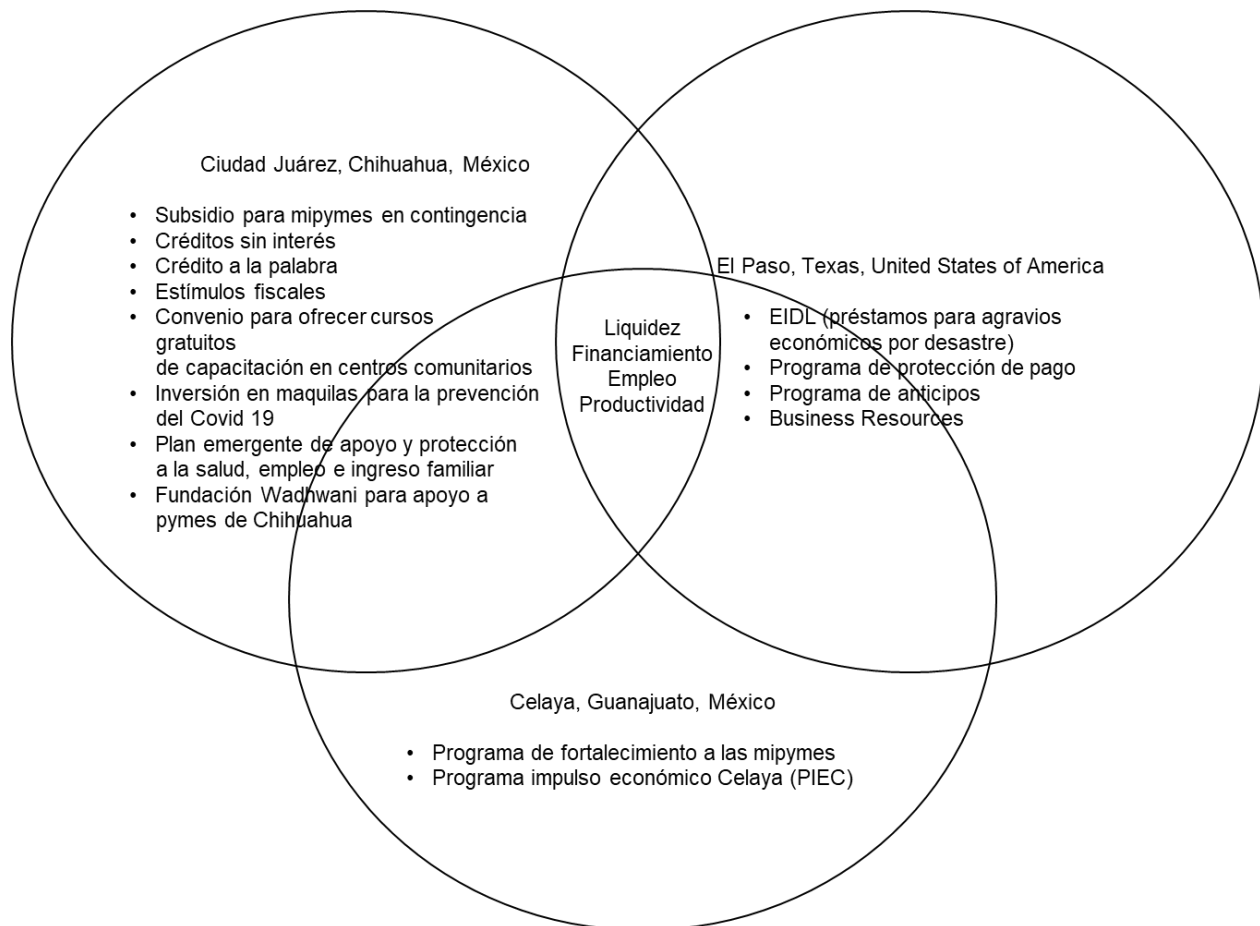 Ciudad Juárez, Chihuahua, México
• Subsidio para mipymes en contingencia
• Créditos sin interés
• Crédito a la palabra
• Estímulos fiscales
• Convenio para ofrecer cursos
gratuitos
de capacitación en centros comunitarios
• Inversión en maquilas para la prevención
del Covid 19
• Plan emergente de apoyo y protección
a la salud, empleo e ingreso familiar
• Fundación Wadhwani para apoyo a
pymes de Chihuahua
Liquidez
Financiamiento
Empleo
Productividad
El Paso, Texas, United States of America
• EIDL (préstamos para agravios
económicos por desastre)
• Programa de protección de pago
• Programa de anticipos
• Business Resources
Celaya, Guanajuato, México
• Programa de fortalecimiento a las mipymes
• Programa impulso económico Celaya (PIEC)